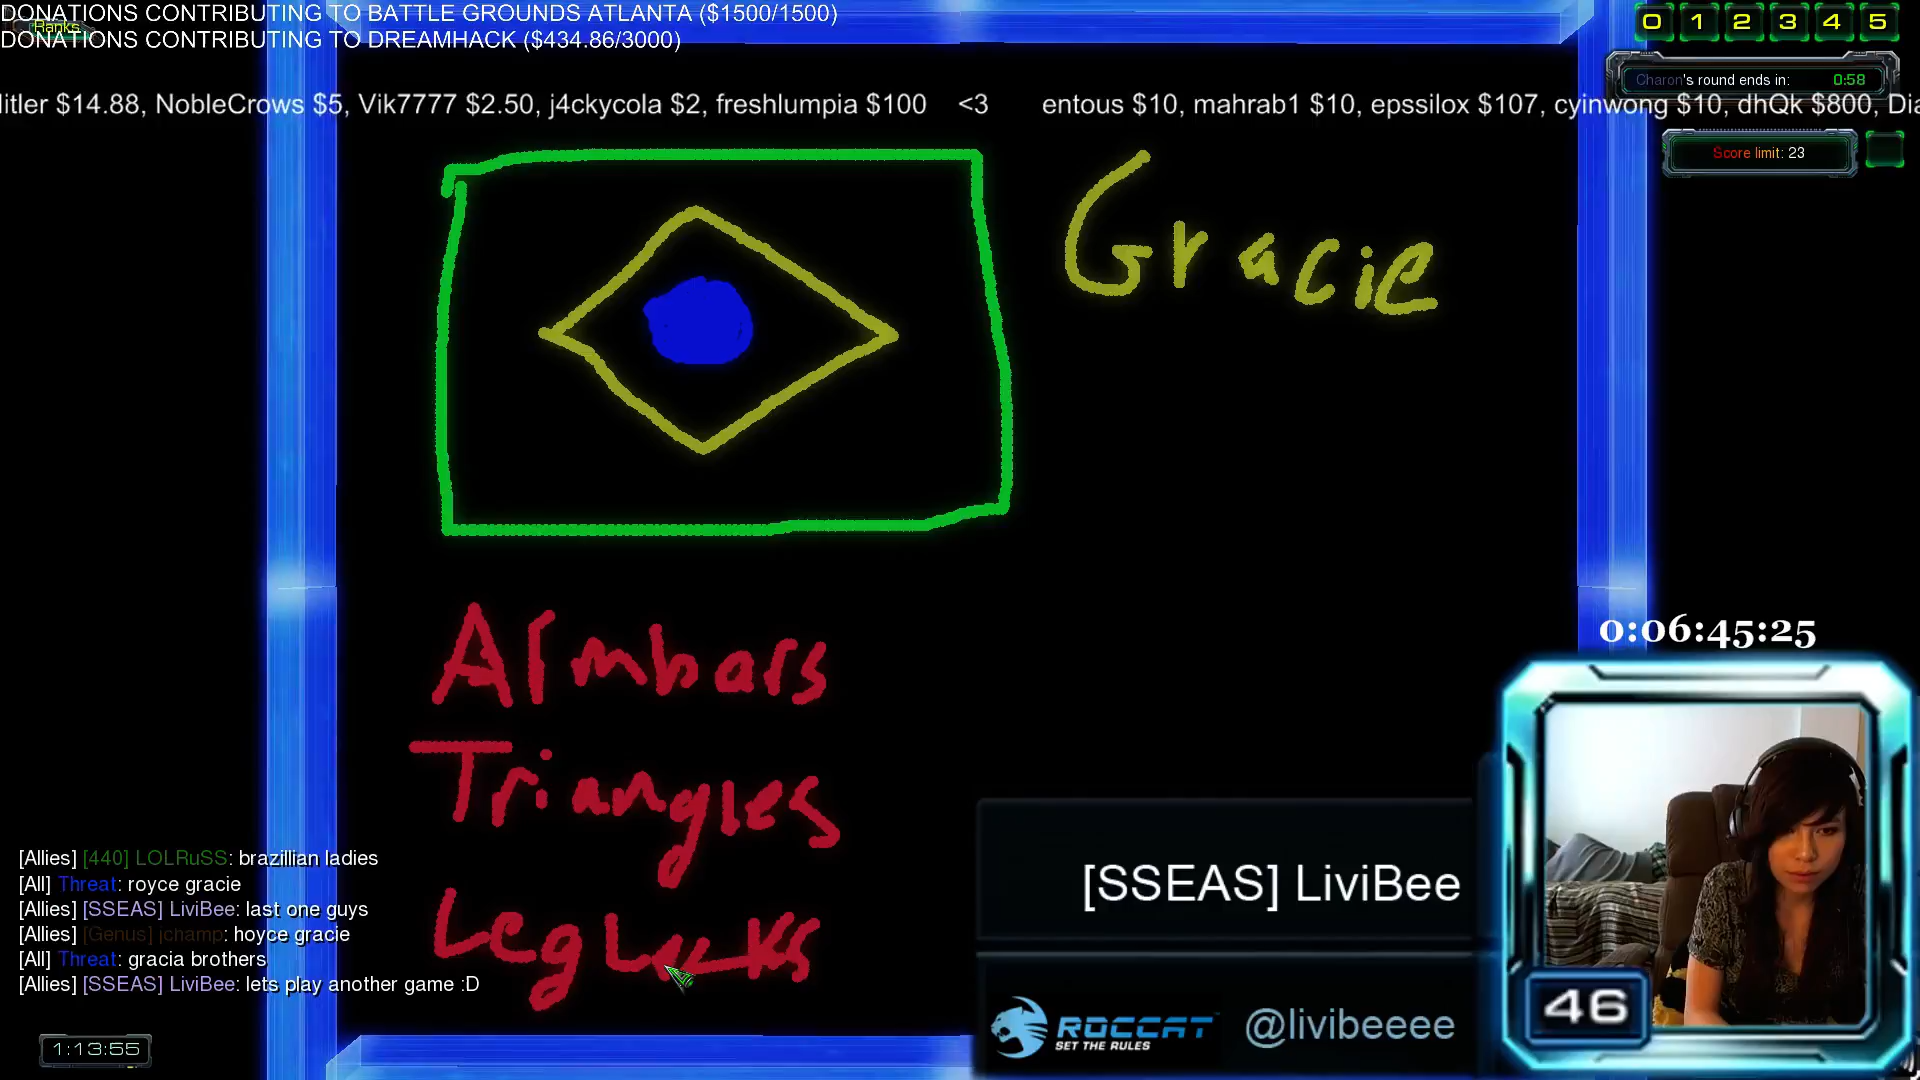 DONATIONS CONTRIBUTING TO BATTLE GROUNDS ATLANTA ($1500/1500)
Ranks
DONATIONS CONTRIBUTING TO DREAMHACK ($434.86/3000)
0 1 2 3 4 5
Charon's round ends in: 0:58
itler $14.88, NobleCrows $5, Vik7777 $2.50, j4ckycola $2, freshlumpia $100 <3 entous $10, mahrab1 $10, epssilox $107, cyinwong $10, dhQk $800, Dia
Score limit: 23
Gracie
0:06:45:25
Armbars
Triangles
Leg Locks
[Allies] [440] LOLRuSS: brazillian ladies
[All] Threat: royce gracie
[Allies] [SSEAS] LiviBee: last one guys
[Allies] [Genus] jchamp: hoyce gracie
[All] Threat: gracia brothers
[Allies] [SSEAS] LiviBee: lets play another game :D
1:13:55
[SSEAS] LiviBee
ROCCAT
SET THE RULES
@livibeeee
46